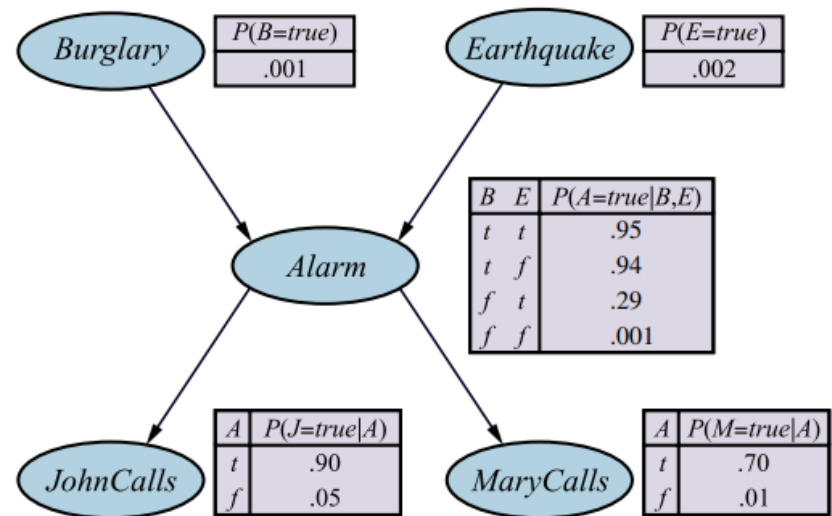 Burglary
P(B=true)
.001
Earthquake
P(E=true)
.002
B E P(A=true|B,E)
t t .95
t f .94
f t .29
f f .001
Alarm
JohnCalls
A P(J=true|A)
t .90
f .05
MaryCalls
A P(M=true|A)
t .70
f .01